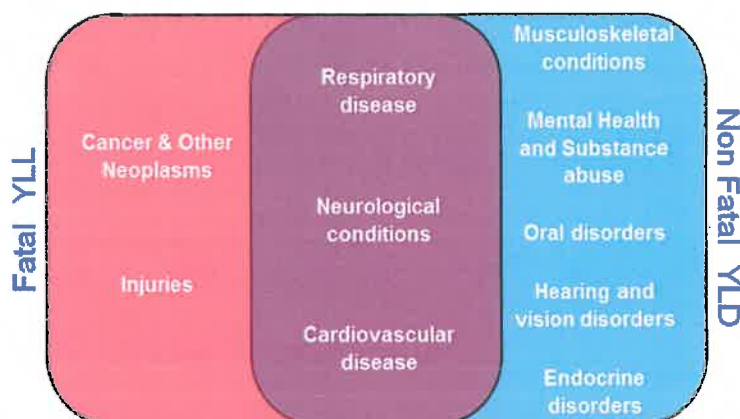 Fatal YLL
Cancer & Other
Neoplasms
Injuries
Respiratory
disease
Neurological
conditions
Cardiovascular
disease
Musculoskeletal
conditions
Mental Health
and Substance
abuse
Oral disorders
Hearing and
vision disorders
Endocrine
disorders
Non Fatal YLD